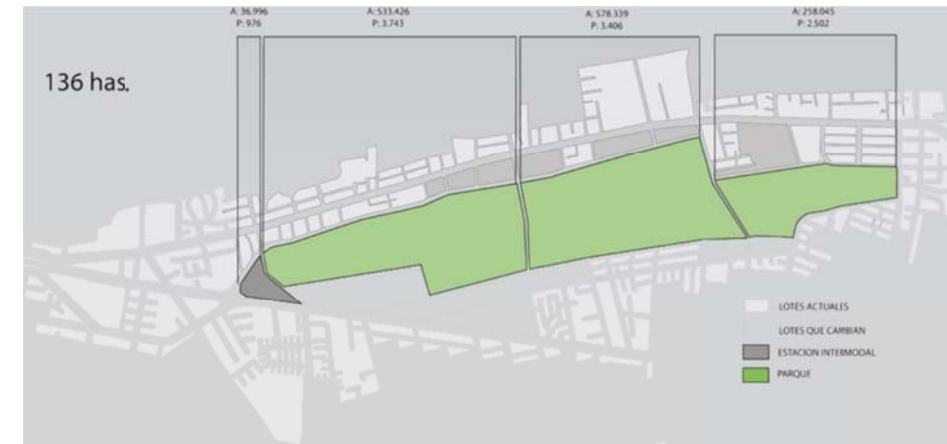 A: 36.996
P: 976
A: 533.426
P: 3.743
A: 578.339
P: 3.406
A: 258.045
P: 2.502
136 has.
LOTES ACTUALES
LOTES QUE CAMBIAN
ESTACION INTERMODAL
PARQUE